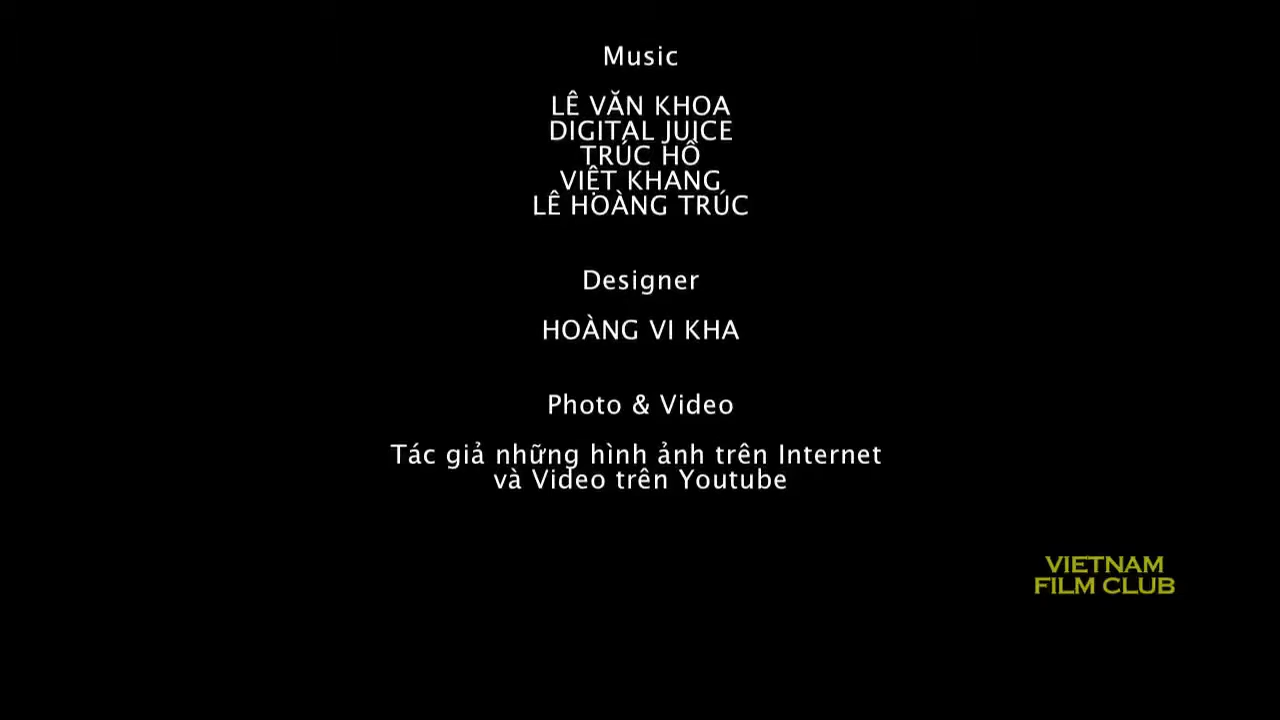 Music
LÊ VĂN KHOA
DIGITAL JUICE
TRÚC HỒ
VIỆT KHANG
LÊ HOÀNG TRÚC
Designer
HOÀNG VI KHA
Photo & Video
Tác giả những hình ảnh trên Internet
và Video trên Youtube
VIETNAM
FILM CLUB